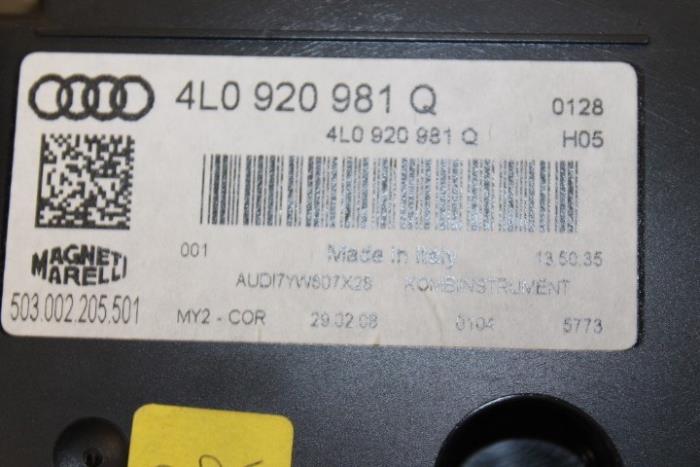 4L0 920 981 Q 0128
4L0 920 981 Q H05
001 Made in Italy 13.50.35
MAGNETI
MARELLI
AUDI7YW607X28 KOMBINSTRUMENT
503.002.205.501
MY2 - COR 29.02.08 0104 5773